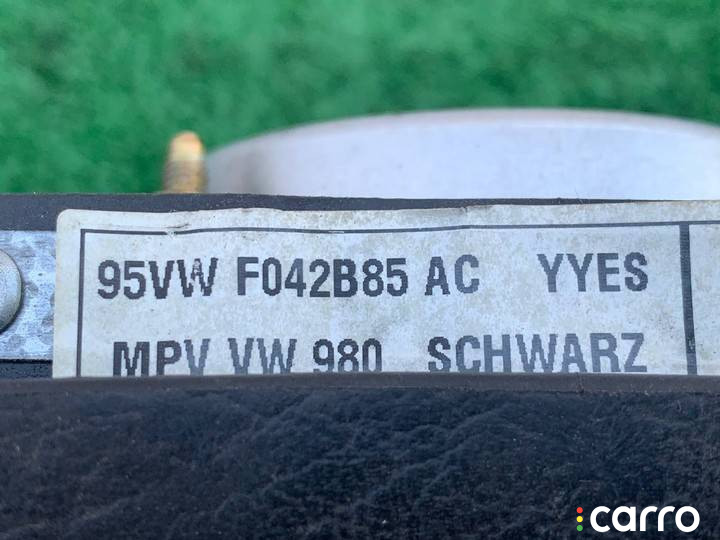 95VW F042B85 AC YYES
MPV VW 980 SCHWARZ
carro